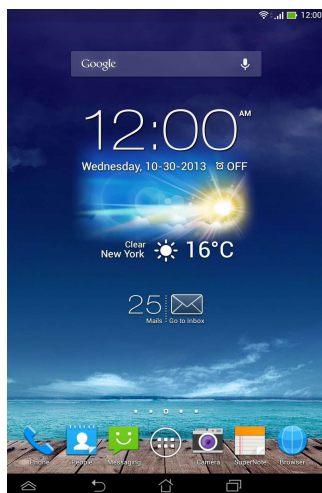 12:00
Google
12:00 AM
Wednesday, 10-30-2013 OFF
Clear
New York
16°C
25
Mails
Go to Inbox
Phone
People
Messaging
Camera
SuperNote
Browser